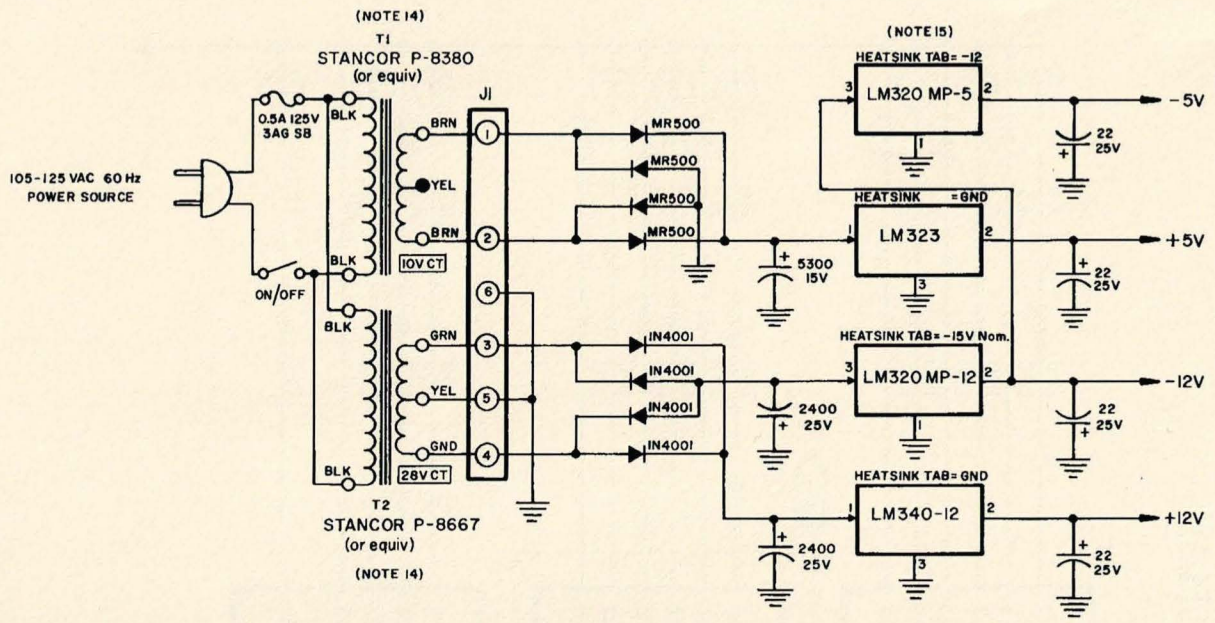 (NOTE 14)
T1
STANCOR P-8380
(or equiv)
0.5A 125V
3AG SB
105-125 VAC 60 Hz
POWER SOURCE
ON/OFF
BLK
BLK
BLK
BLK
BRN
YEL
BRN
10V CT
GRN
YEL
GND
28V CT
T2
STANCOR P-8667
(or equiv)
(NOTE 14)
J1
1
2
6
3
5
4
MR500
MR500
MR500
MR500
IN4001
IN4001
IN4001
IN4001
+
5300
15V
2400
25V
+
+
2400
25V
(NOTE 15)
HEATSINK TAB= -12
3
LM320 MP-5
2
1
22
25V
+
-5V
HEATSINK =GND
1
LM323
2
3
+
22
25V
+5V
HEATSINK TAB= -15V Nom.
3
LM320 MP-12
2
1
22
25V
+
-12V
HEATSINK TAB= GND
1
LM340-12
2
3
+
22
25V
+12V